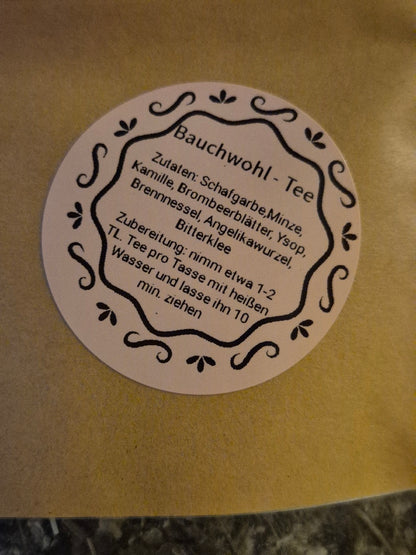 Bauchwohl - Tee
Zutaten: Schafgarbe,Minze,
Kamille, Brombeerblätter, Ysop,
Brennnessel, Angelikawurzel,
Bitterklee
Zubereitung: nimm etwa 1-2
TL. Tee pro Tasse mit heißen
Wasser und lasse ihn 10
min. ziehen